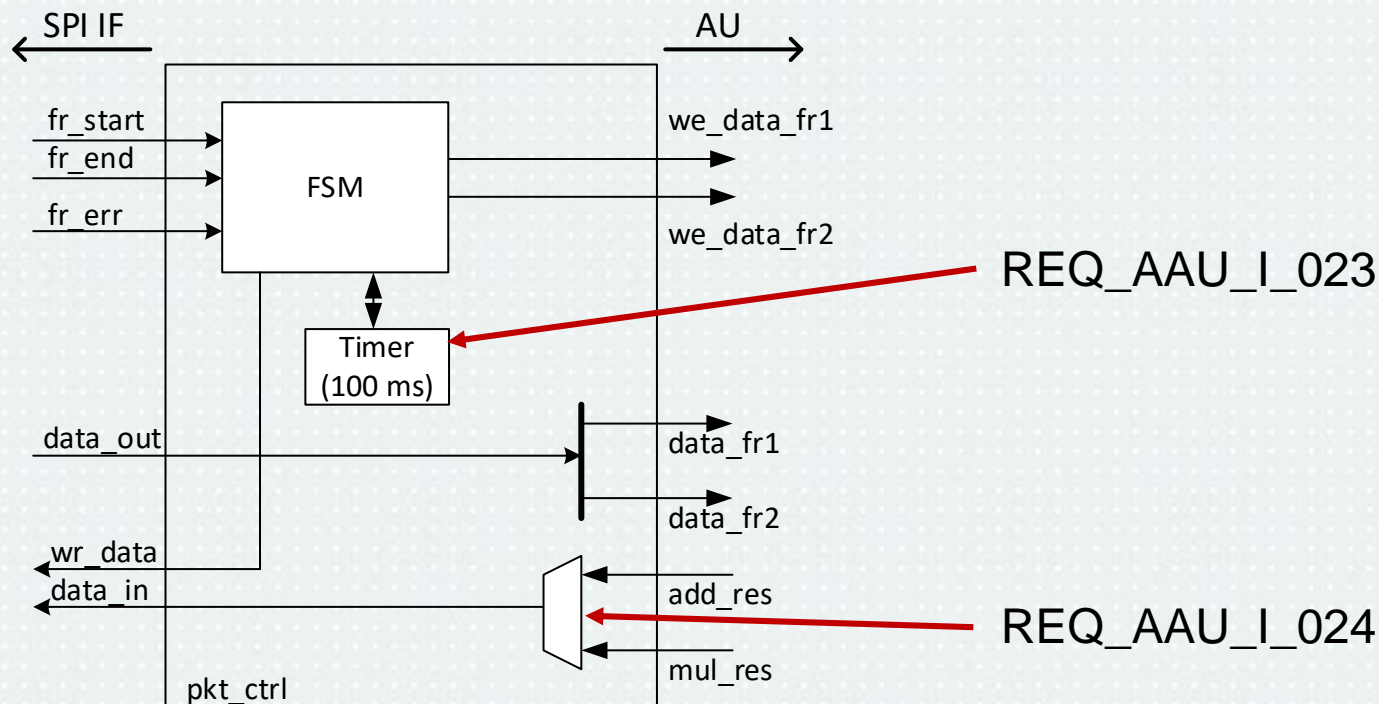 SPI IF
AU
fr_start
fr_end
fr_err
FSM
we_data_fr1
we_data_fr2
REQ_AAU_I_023
Timer
(100 ms)
data_out
data_fr1
data_fr2
wr_data
data_in
add_res
mul_res
REQ_AAU_I_024
pkt_ctrl